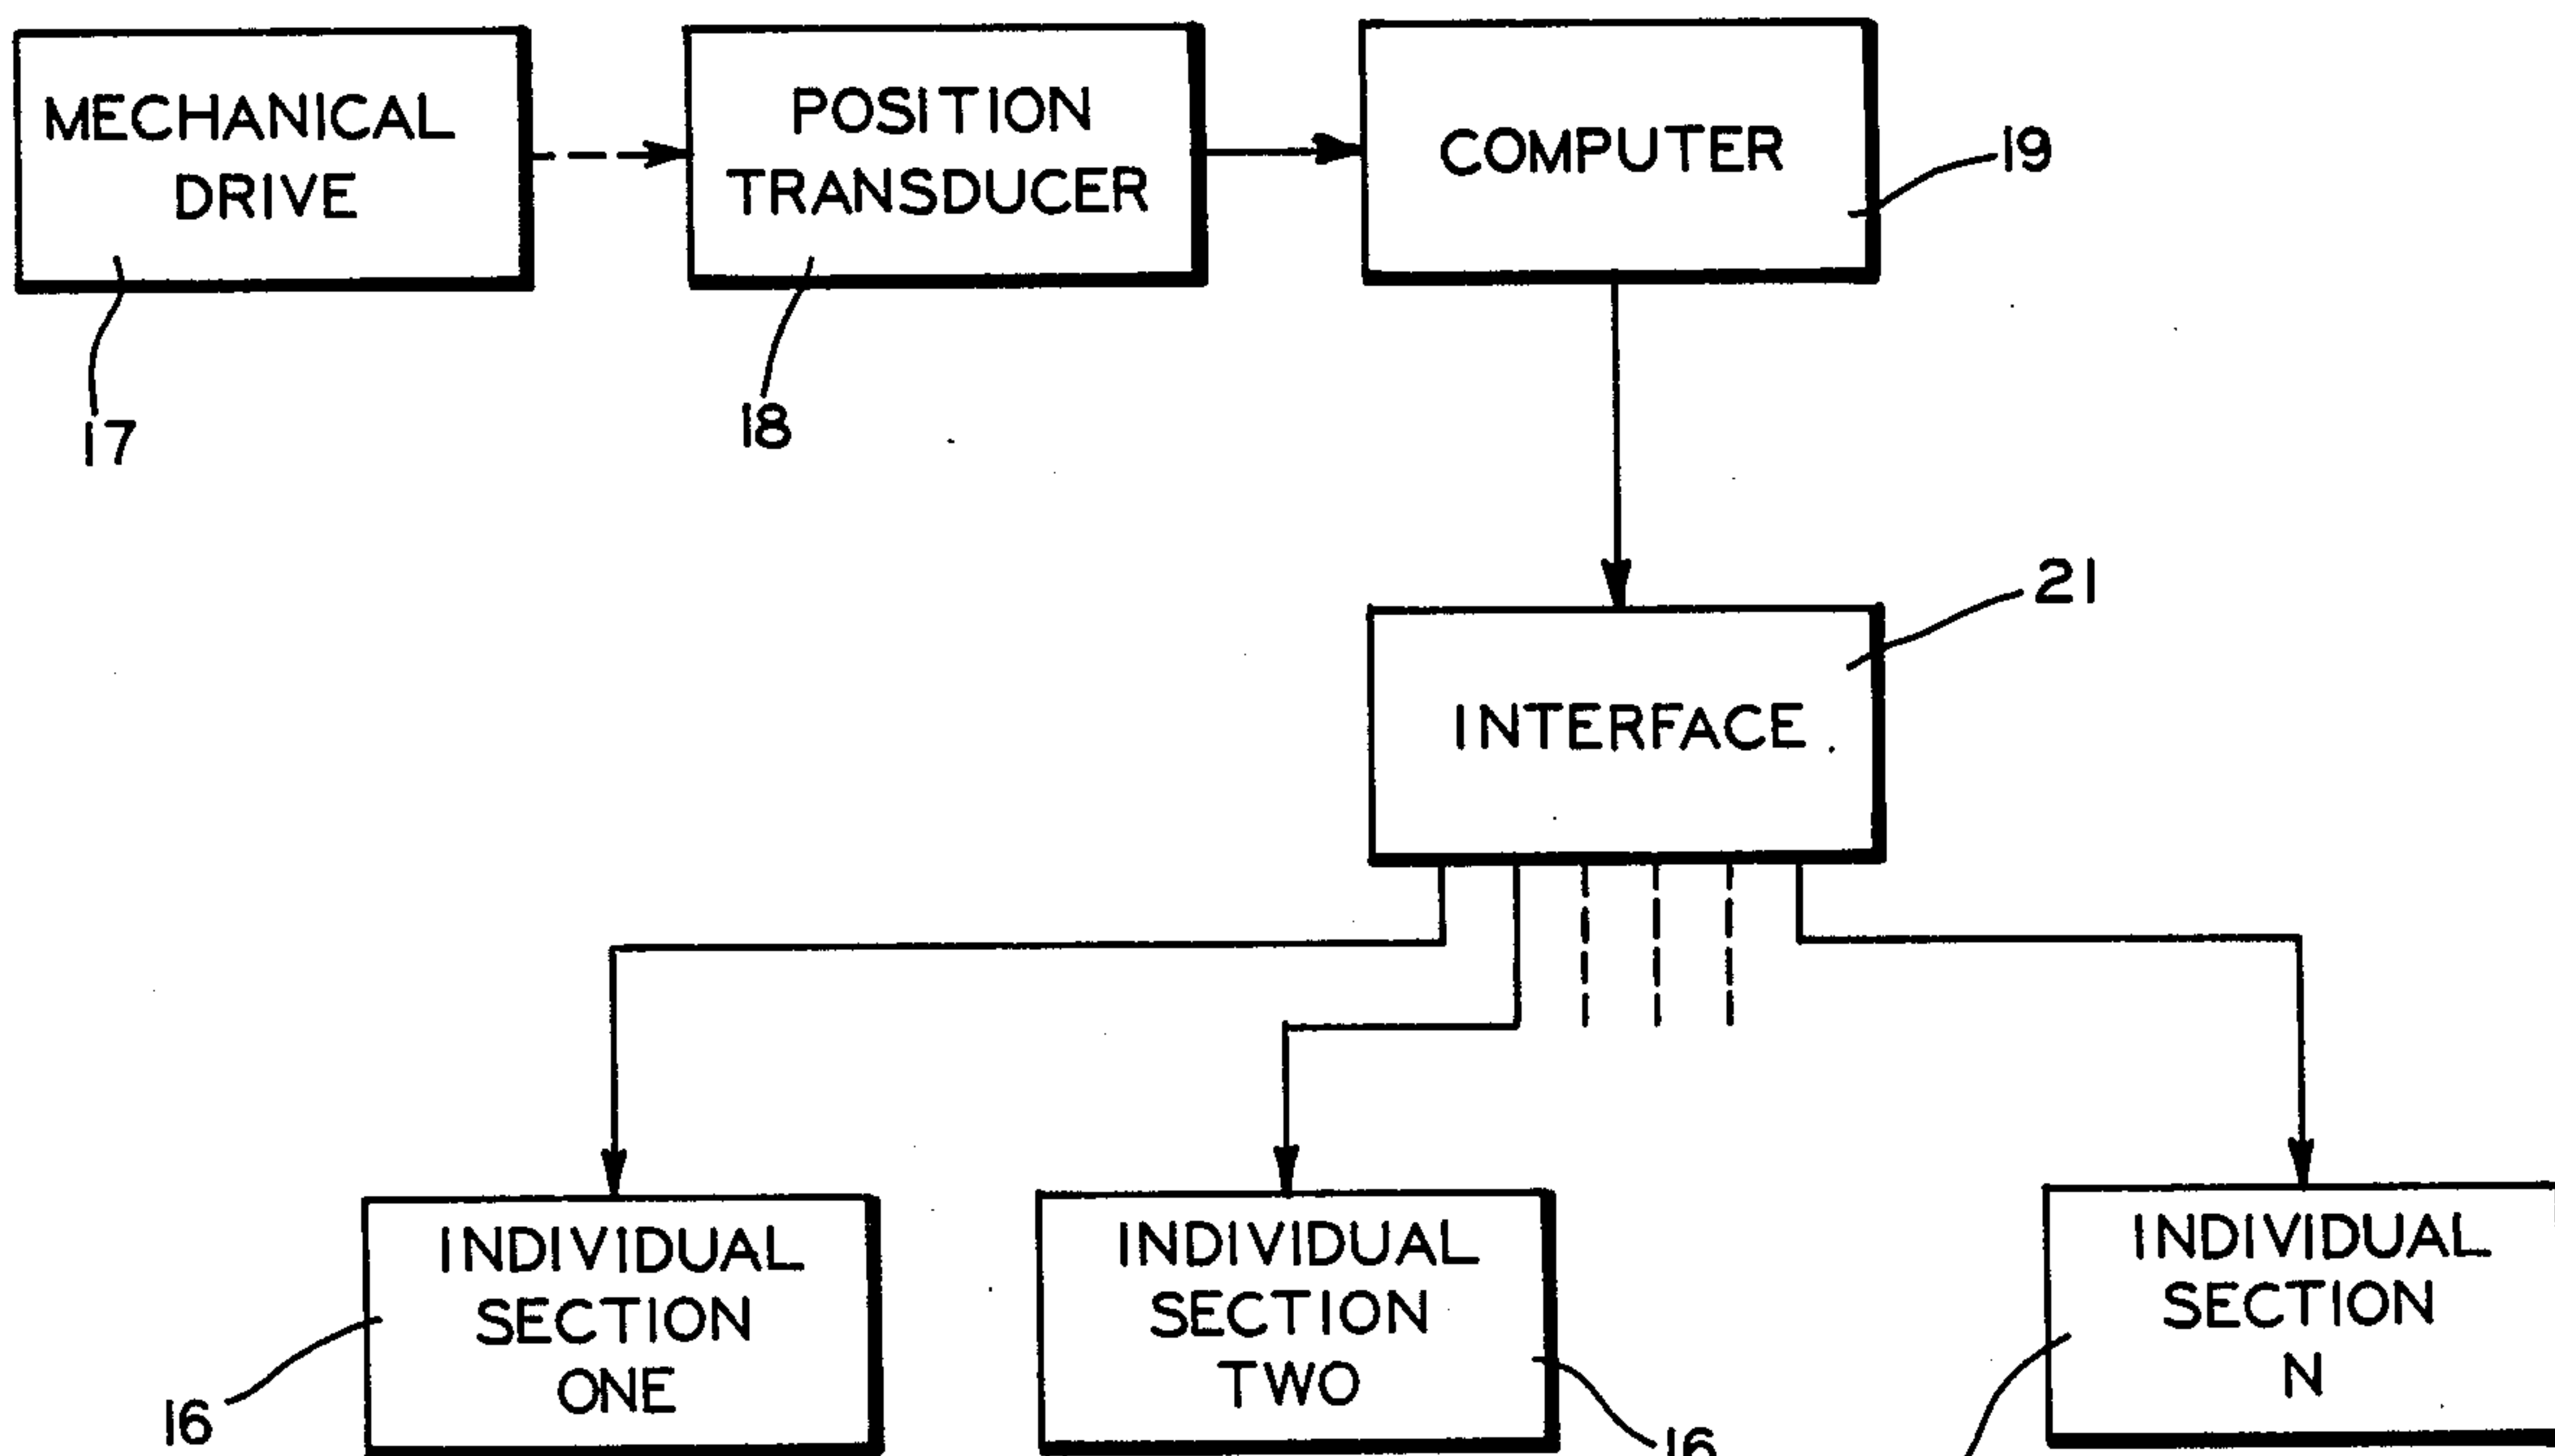 MECHANICAL
DRIVE
17
POSITION
TRANSDUCER
18
COMPUTER
19
INTERFACE
21
INDIVIDUAL
SECTION
ONE
16
INDIVIDUAL
SECTION
TWO
16
INDIVIDUAL
SECTION
N